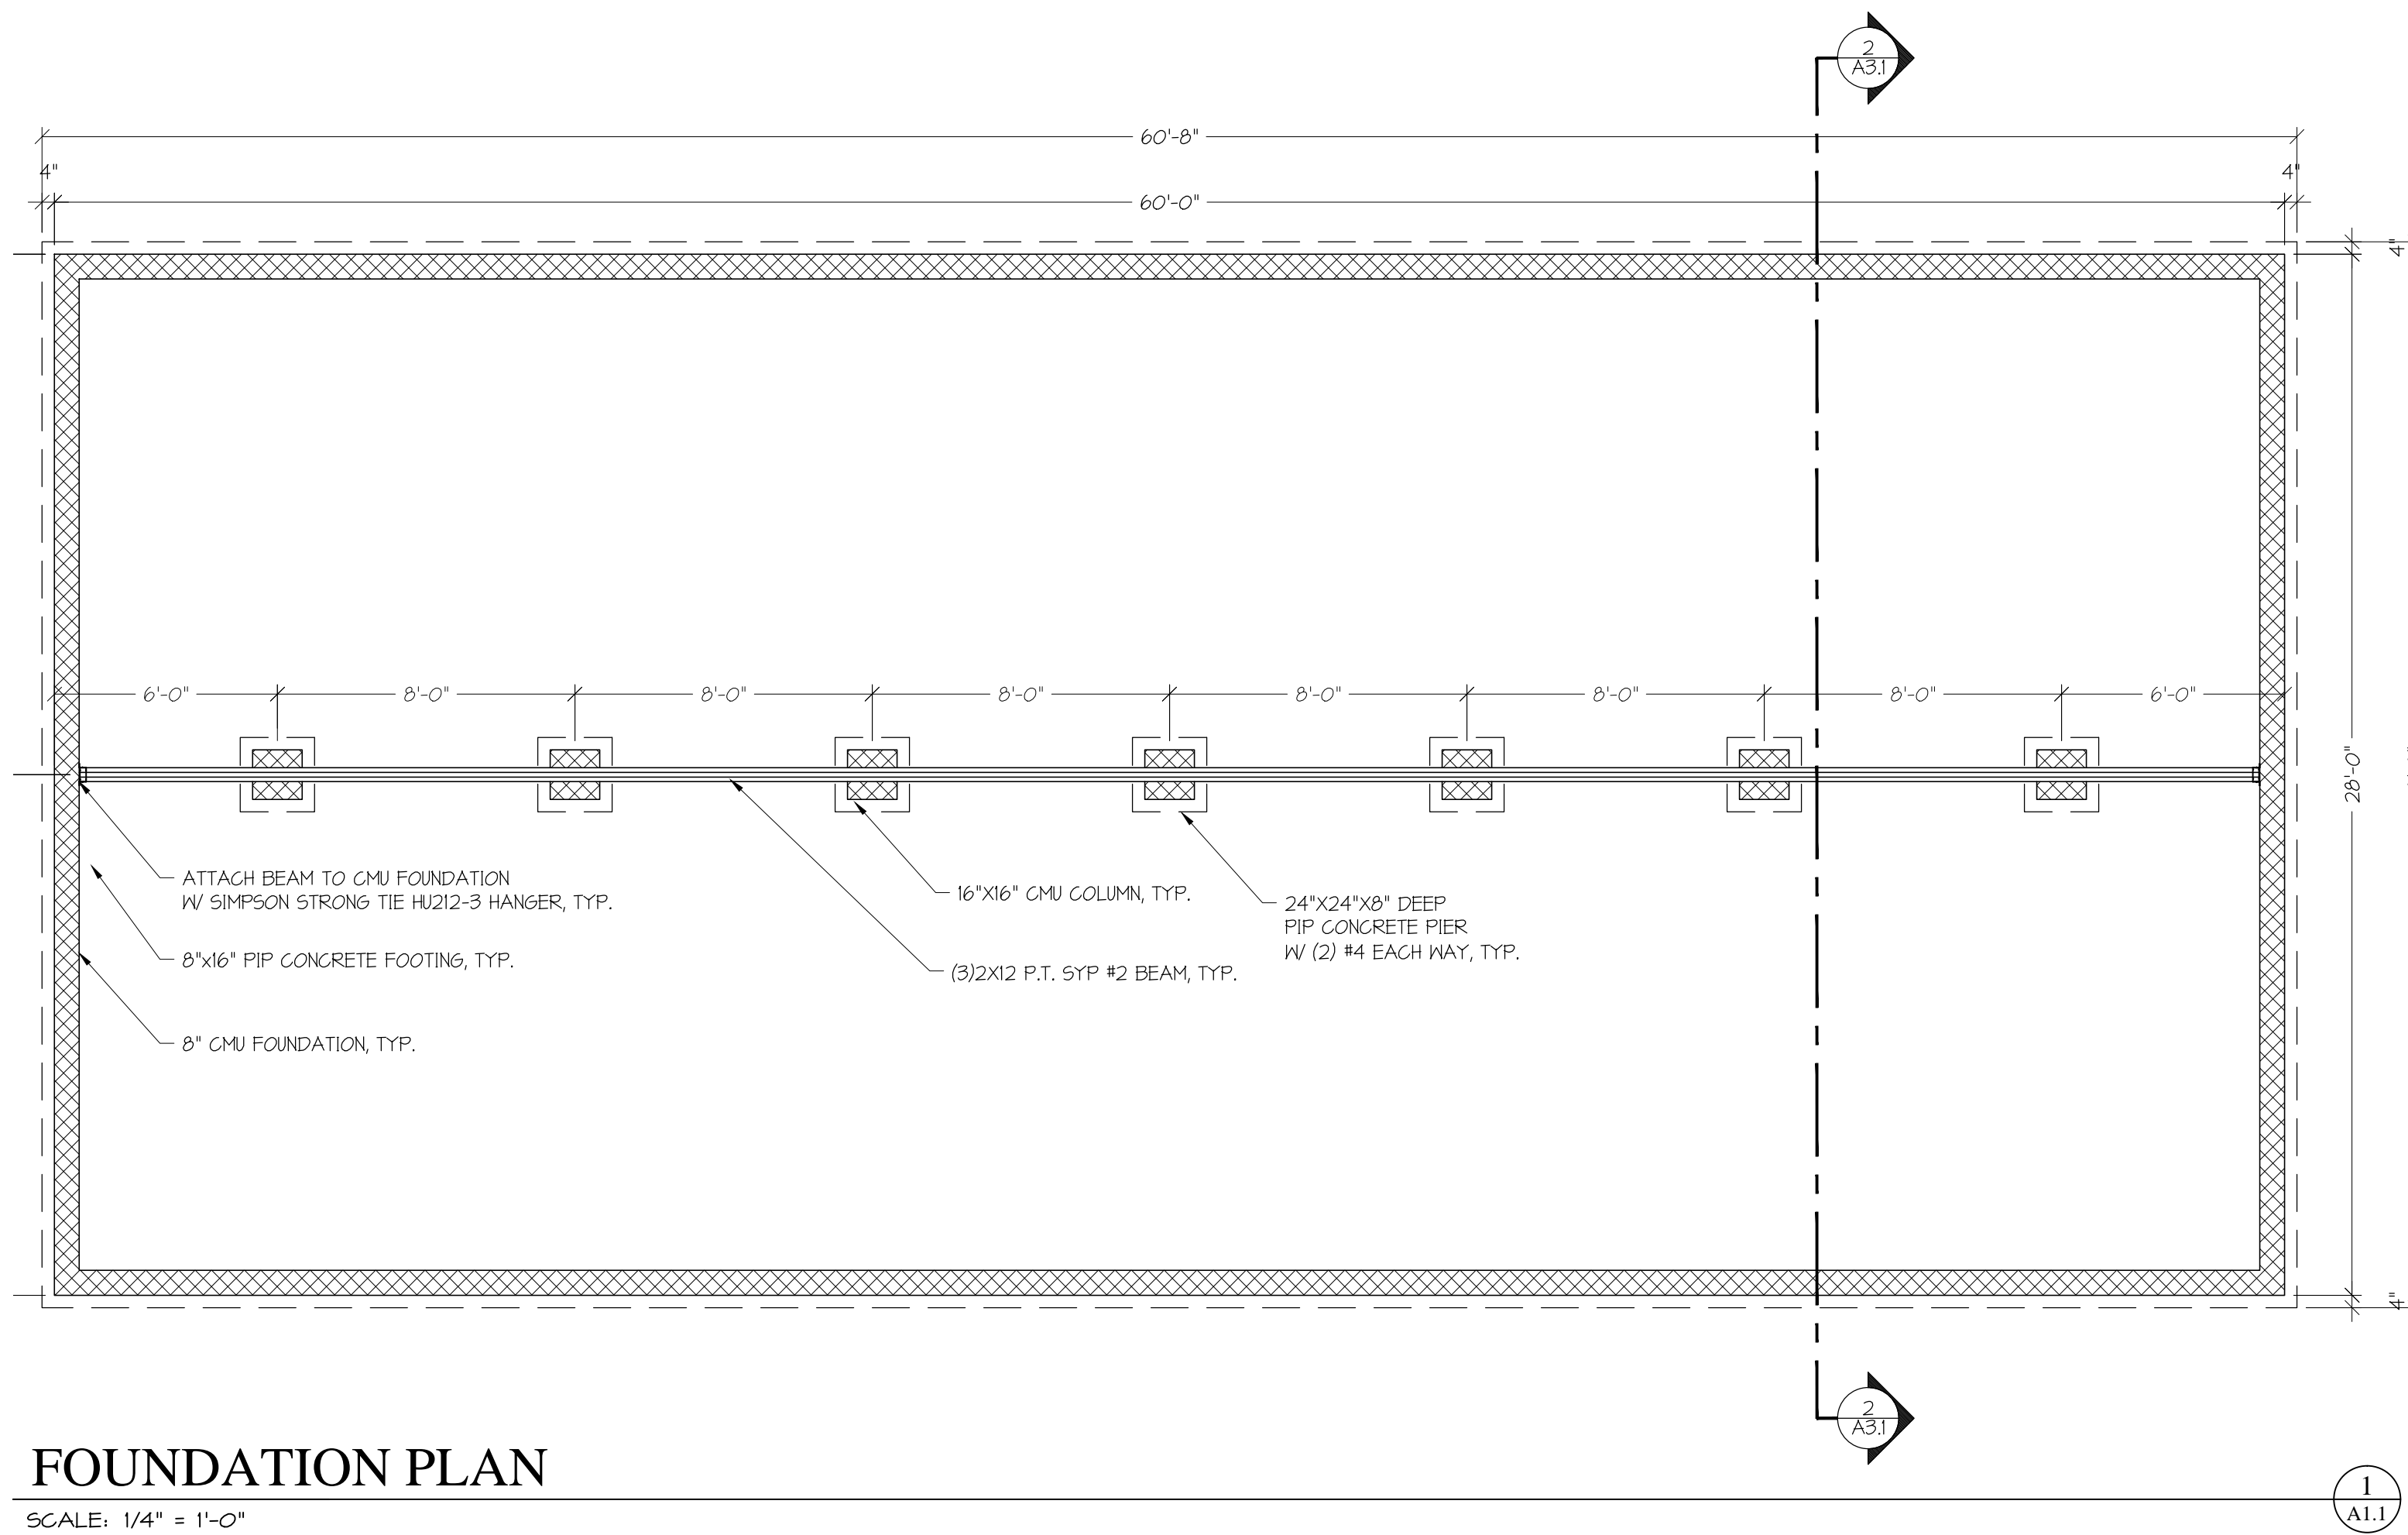 2
A3.1
60'-8"
4"
4"
60'-0"
4"
6'-0"
8'-0"
8'-0"
8'-0"
8'-0"
8'-0"
8'-0"
6'-0"
28'-0"
ATTACH BEAM TO CMU FOUNDATION
W/ SIMPSON STRONG TIE HU212-3 HANGER, TYP.
16"X16" CMU COLUMN, TYP.
24"X24"X8" DEEP
PIP CONCRETE PIER
W/ (2) #4 EACH WAY, TYP.
8"x16" PIP CONCRETE FOOTING, TYP.
(3)2X12 P.T. SYP #2 BEAM, TYP.
8" CMU FOUNDATION, TYP.
4"
2
A3.1
FOUNDATION PLAN
SCALE: 1/4" = 1'-0"
1
A1.1